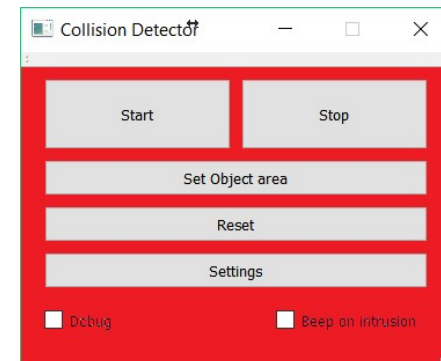 Collision Detector
Start Stop
Set Object area
Reset
Settings
Debug Beep on intrusion